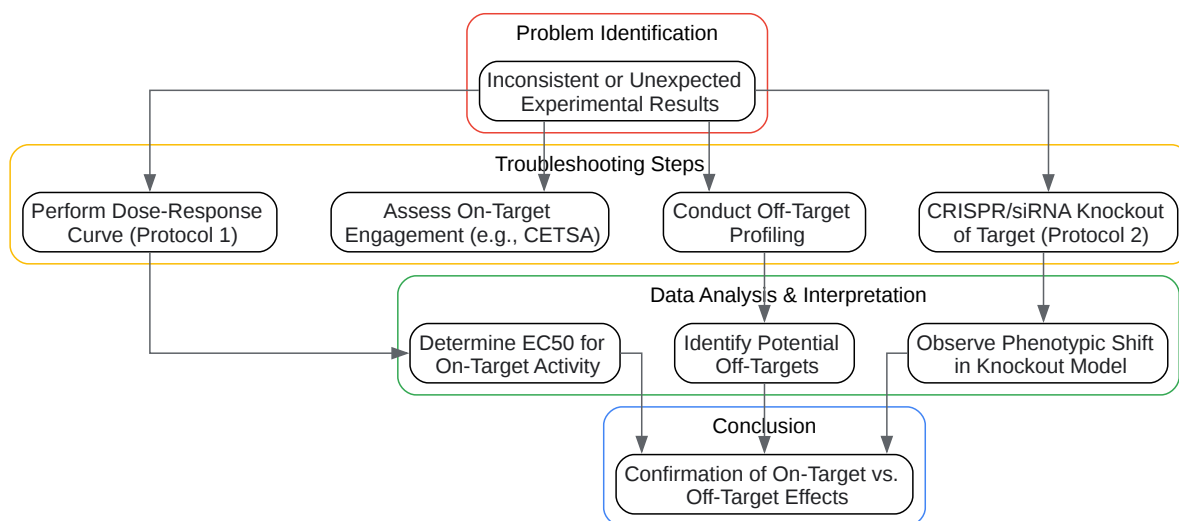 Problem Identification
Inconsistent or Unexpected
Experimental Results
Troubleshooting Steps
Perform Dose-Response
Curve (Protocol 1)
Assess On-Target
Engagement (e.g., CETSA)
Conduct Off-Target
Profiling
CRISPR/siRNA Knockout
of Target (Protocol 2)
Data Analysis & Interpretation
Determine EC50 for
On-Target Activity
Identify Potential
Off-Targets
Observe Phenotypic Shift
in Knockout Model
Conclusion
Confirmation of On-Target vs.
Off-Target Effects